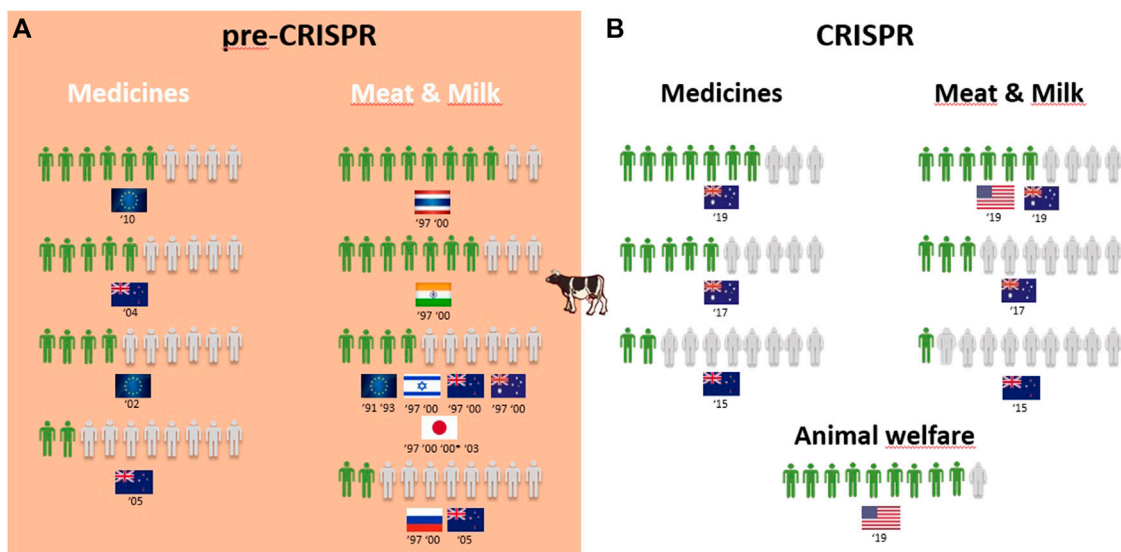 A
pre-CRISPR
Medicines
Meat & Milk
'10
'97 '00
'04
'97 '00
'02
'91 '93 '97 '00 '97 '00 '97 '00
'97 '00 '00* '03
'05
'97 '00 '05
B
CRISPR
Medicines
Meat & Milk
'19
'19 '19
'17
'17
'15
'15
Animal welfare
'19